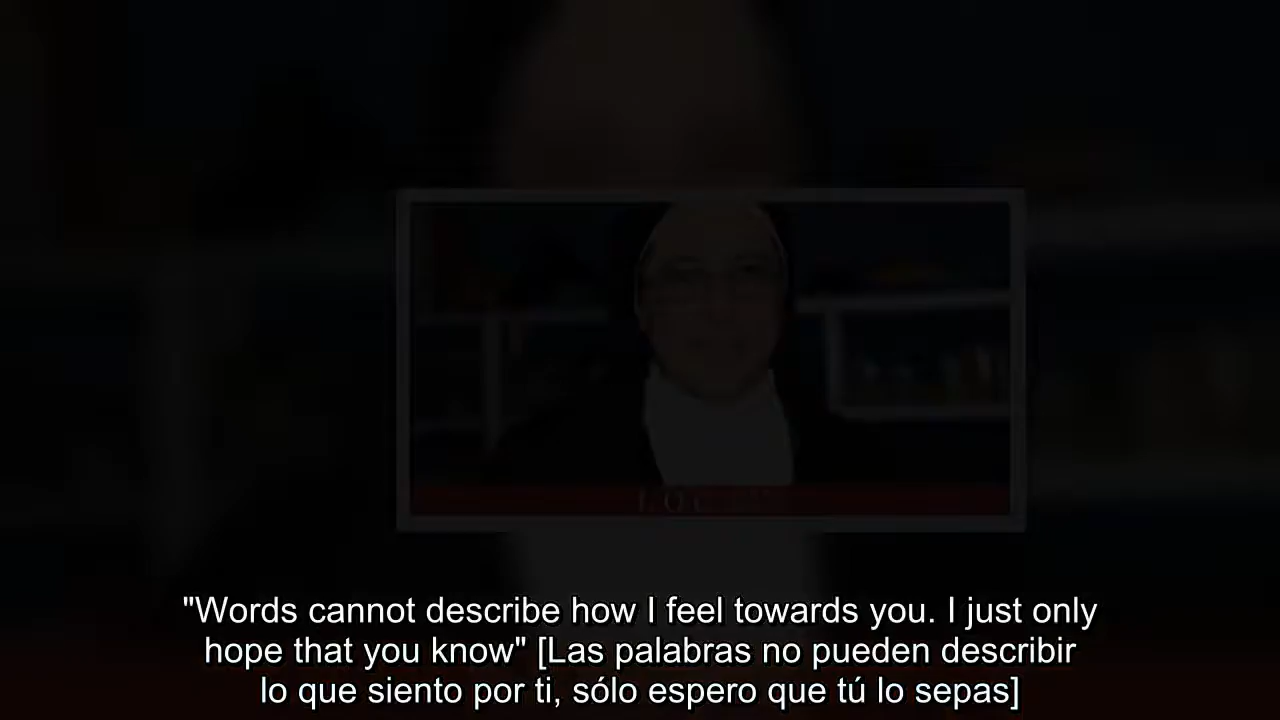 "Words cannot describe how I feel towards you. I just only
hope that you know" [Las palabras no pueden describir
lo que siento por ti, sólo espero que tú lo sepas]